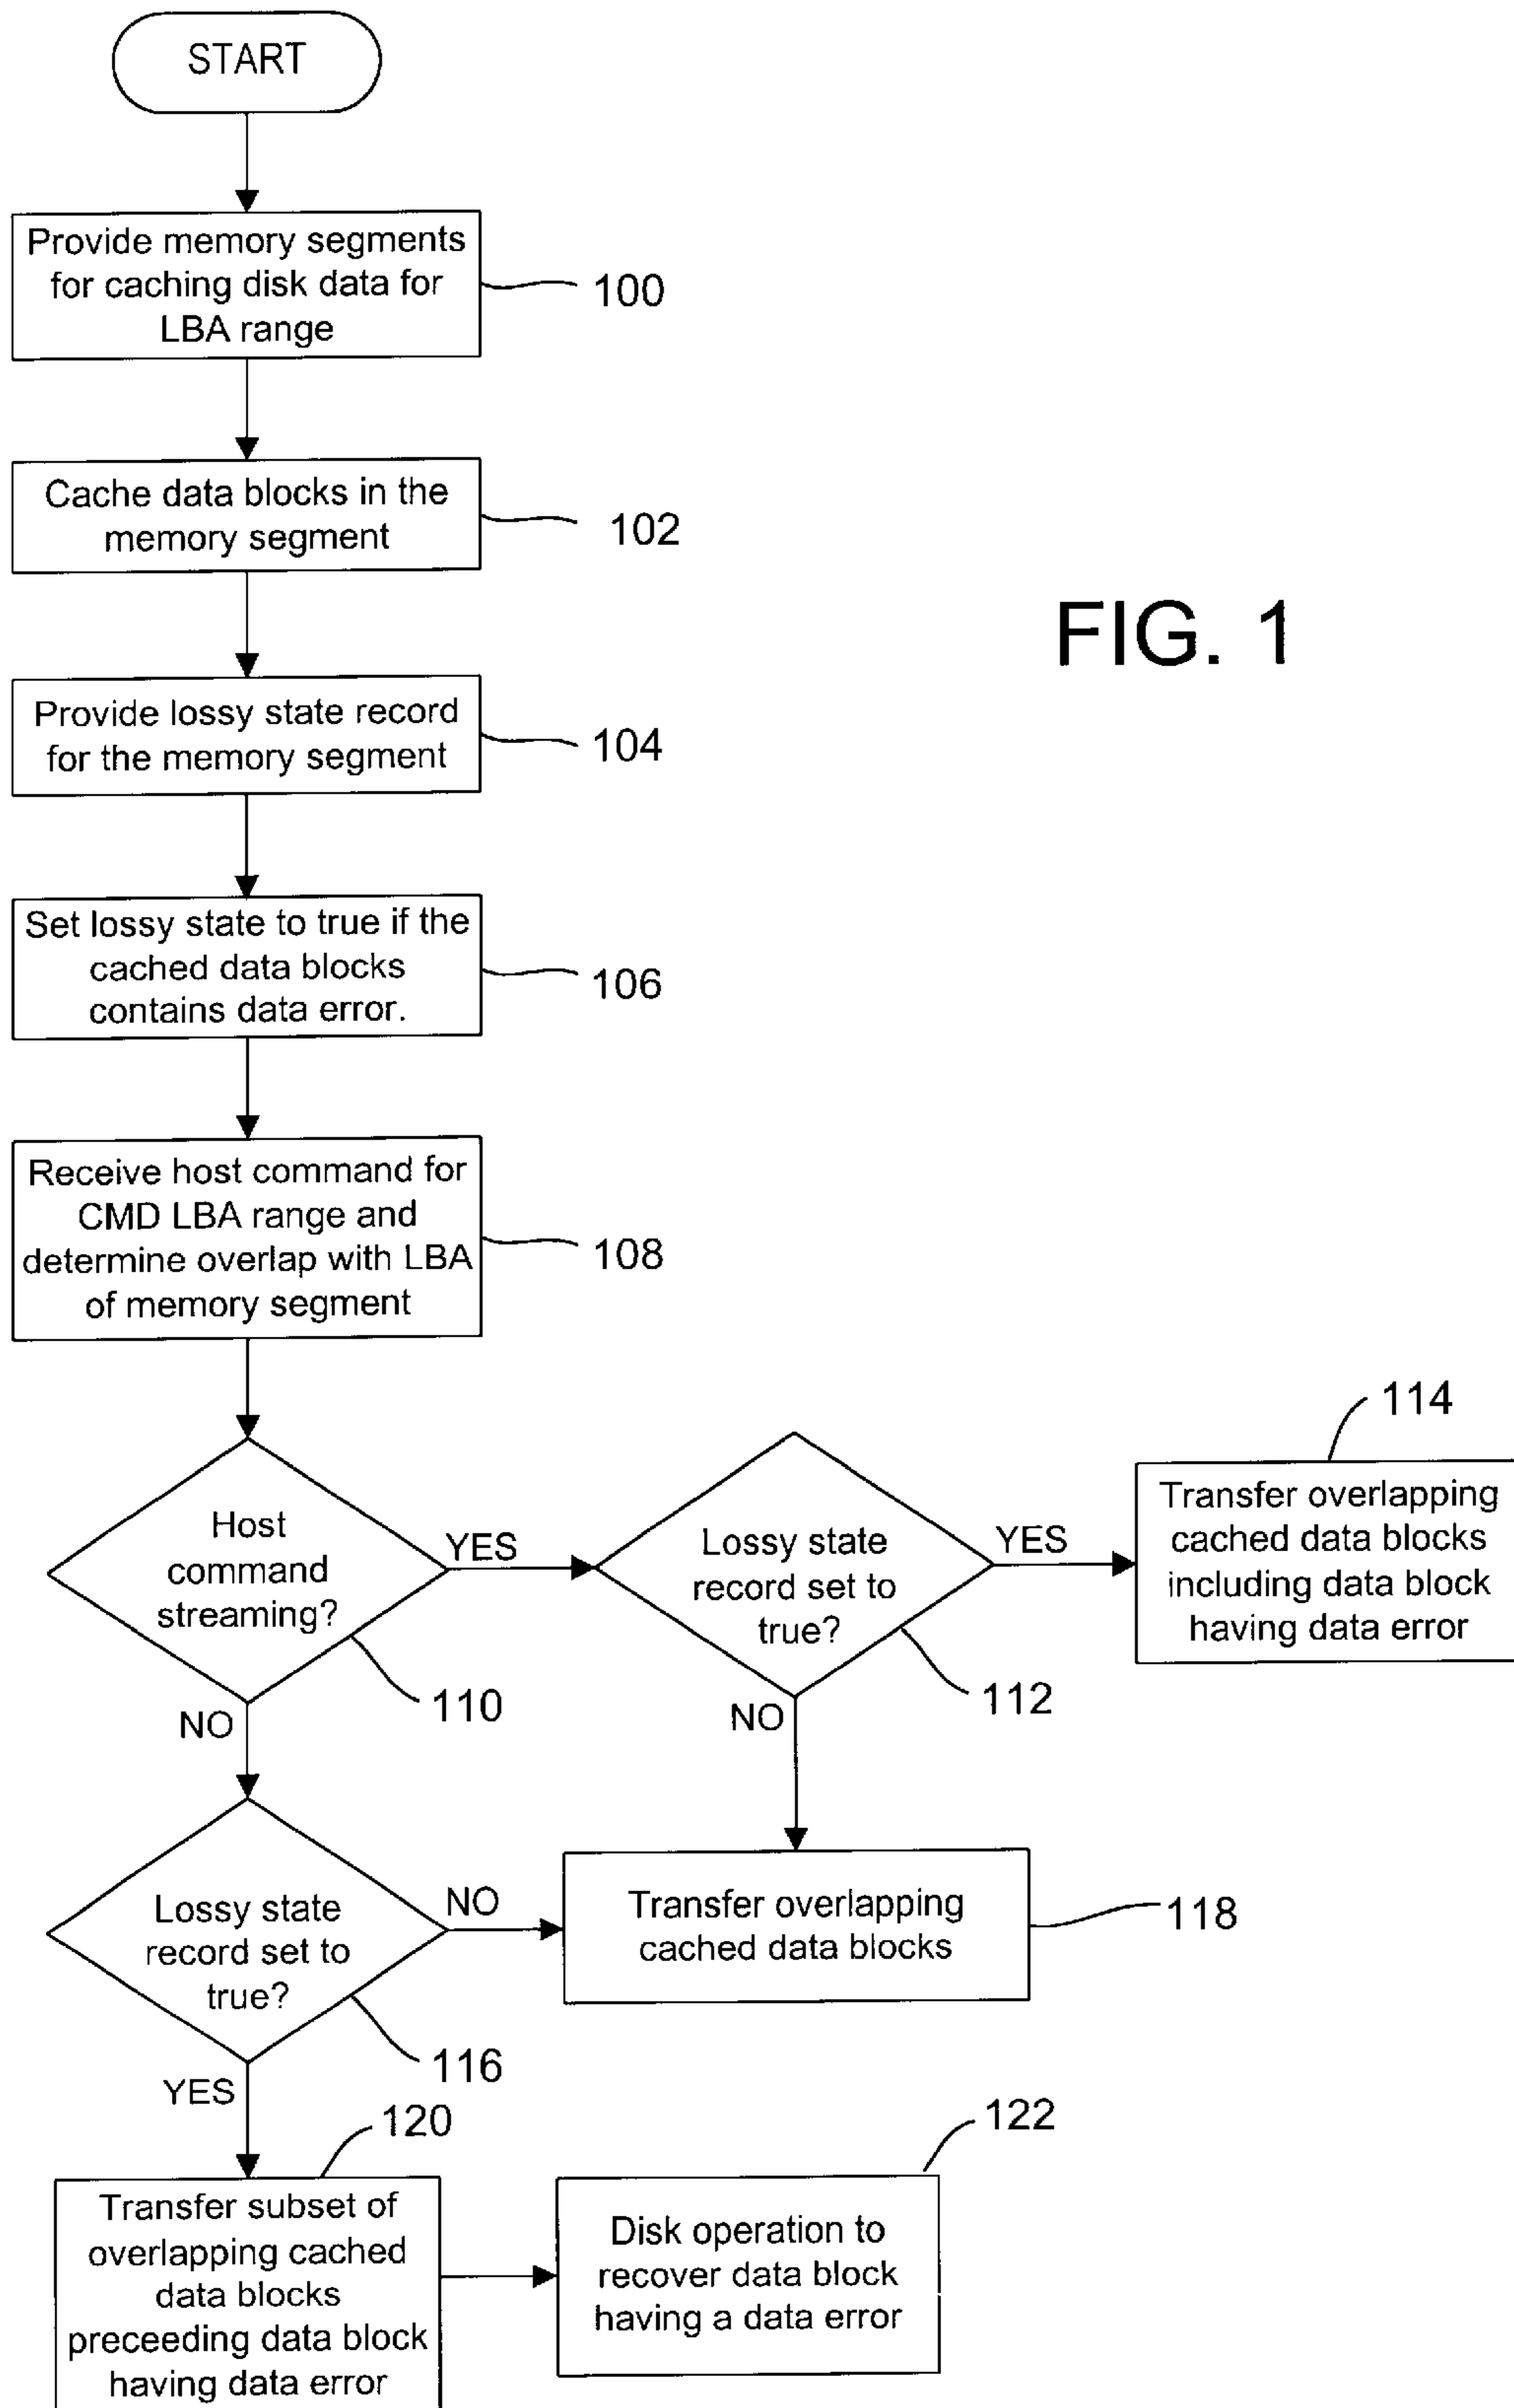 START
Provide memory segments
for caching disk data for
LBA range
100
Cache data blocks in the
memory segment
102
FIG. 1
Provide lossy state record
for the memory segment
104
Set lossy state to true if the
cached data blocks
contains data error.
106
Receive host command for
CMD LBA range and
determine overlap with LBA
of memory segment
108
Host
command
streaming?
YES
110
NO
Lossy state
record set to
true?
YES
112
NO
114
Transfer overlapping
cached data blocks
including data block
having data error
Lossy state
record set to
true?
NO
116
YES
Transfer overlapping
cached data blocks
118
120
Transfer subset of
overlapping cached
data blocks
preceeding data block
having data error
122
Disk operation to
recover data block
having a data error